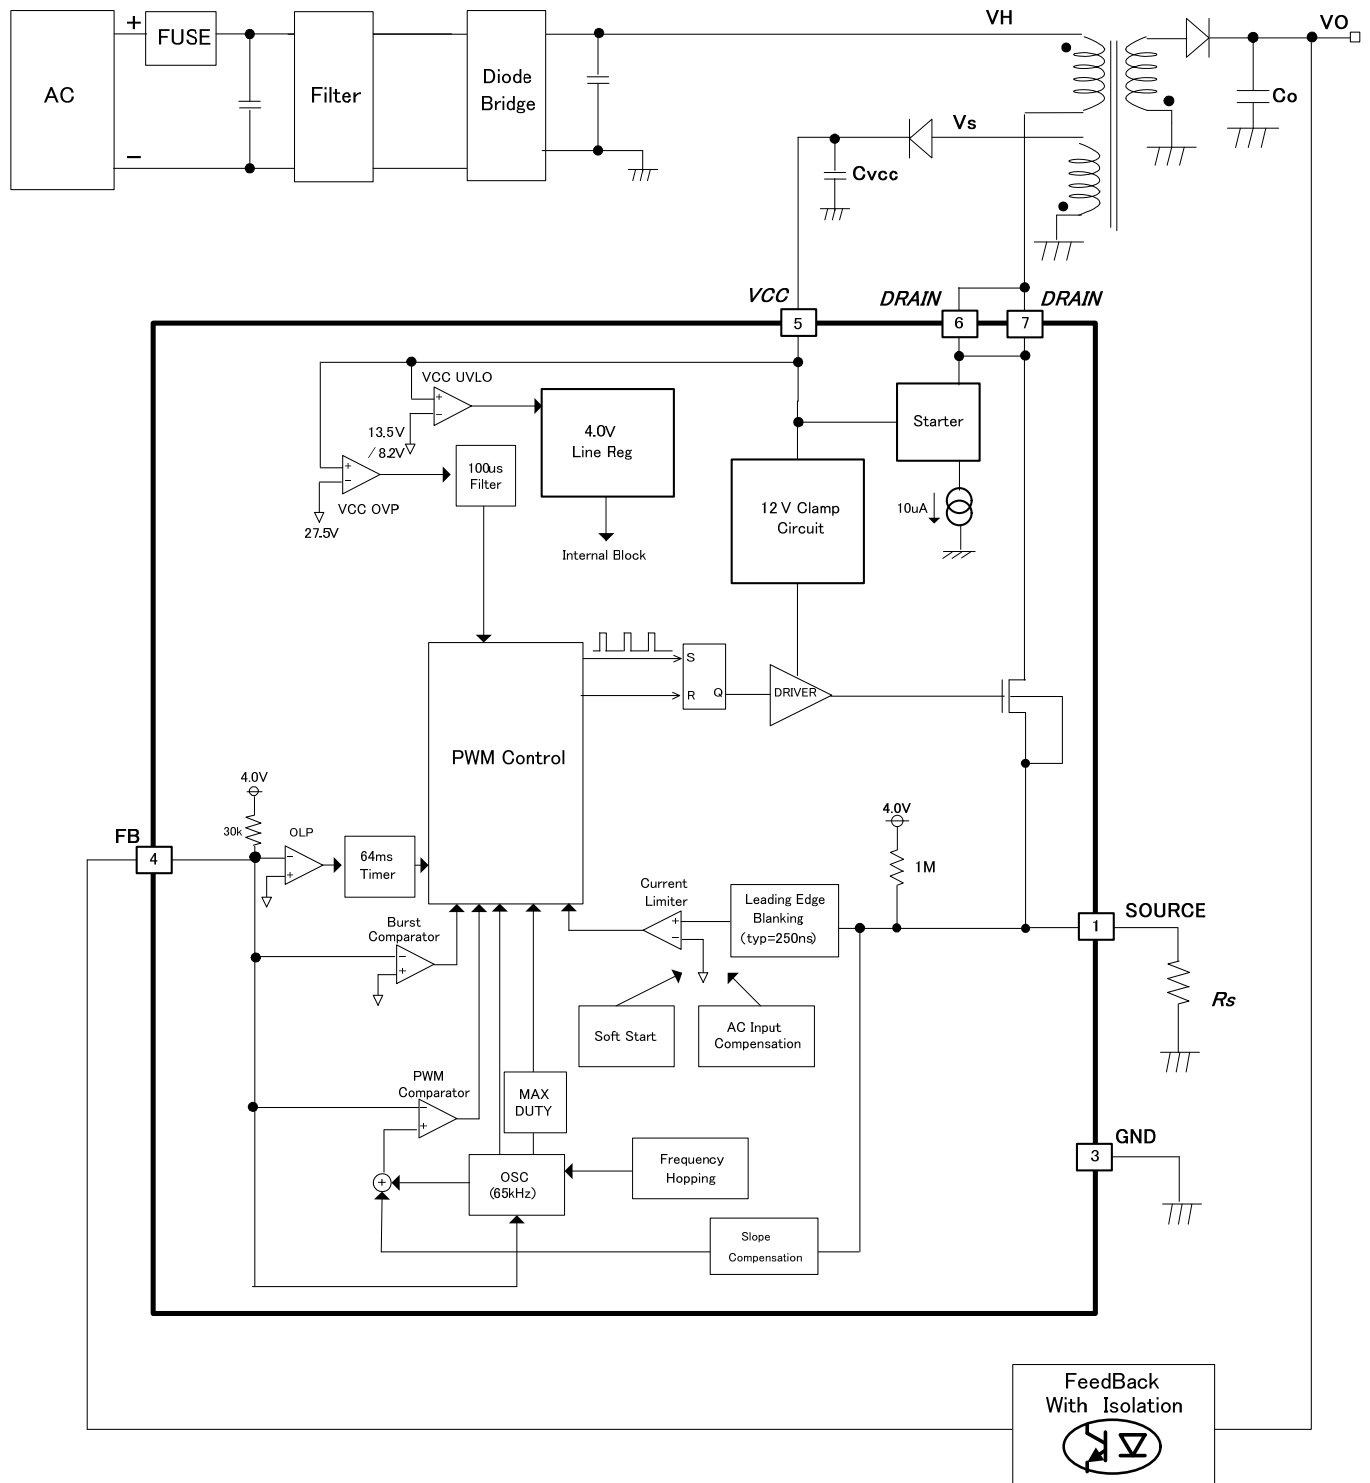 VH
VO
+
FUSE
AC
Filter
Diode
Bridge
Co
Vs
Cvcc
−
VCC
DRAIN
DRAIN
5
6
7
VCC UVLO
+
−
13.5V
/ 8.2V
4.0V
Line Reg
Starter
+
−
100us
Filter
VCC OVP
27.5V
12 V Clamp
Circuit
10uA
Internal Block
S
R
Q
DRIVER
PWM Control
4.0V
30k
OLP
FB
4
−
+
64ms
Timer
4.0V
1M
Current
Limiter
+
−
Leading Edge
Blanking
(typ=250ns)
SOURCE
1
Burst
Comparator
−
+
Rs
Soft Start
AC Input
Compensation
PWM
Comparator
−
+
MAX
DUTY
GND
3
+
OSC
(65kHz)
Frequency
Hopping
Slope
Compensation
FeedBack
With Isolation